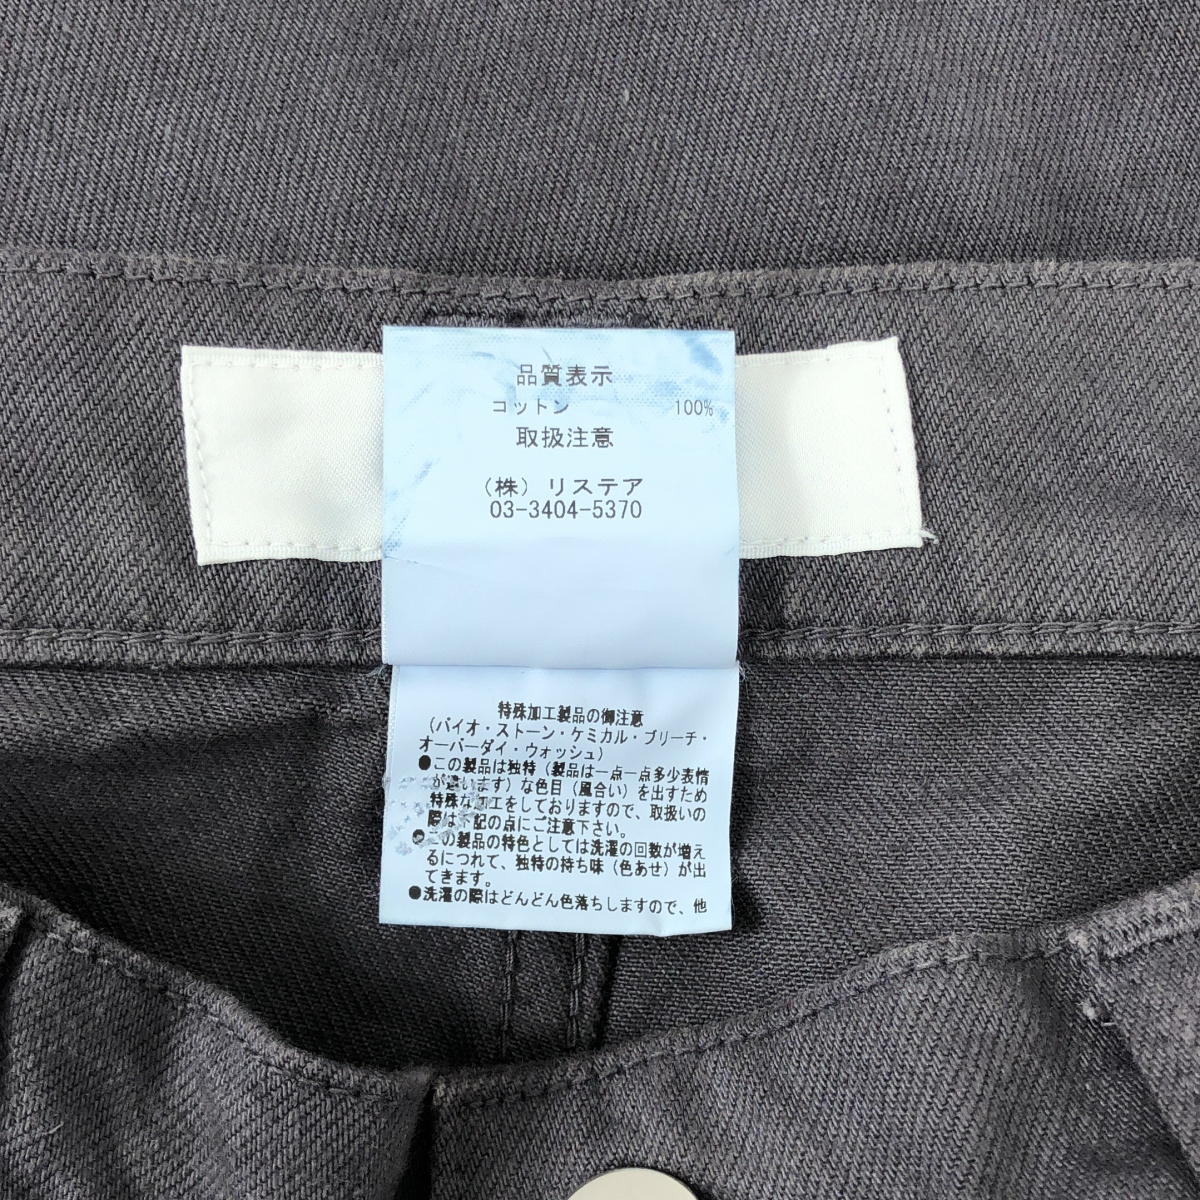 品質表示
コットン 100%
取扱注意
（株）リステア
03-3404-5370
特殊加工製品の御注意
（バイオ・ストーン・ケミカル・ブリーチ・
オーバーダイ・ウォッシュ）
●この製品は独特（製品は一点一点多少表情
が違います）な色目（風合い）を出すため
特殊な加工をしておりますので、取扱いの
際は下記の点にご注意下さい。
●この製品の特色としては洗濯の回数が増え
るにつれて、独特の持ち味（色あせ）が出
てきます。
●洗濯の際はどんどん色落ちしますので、他